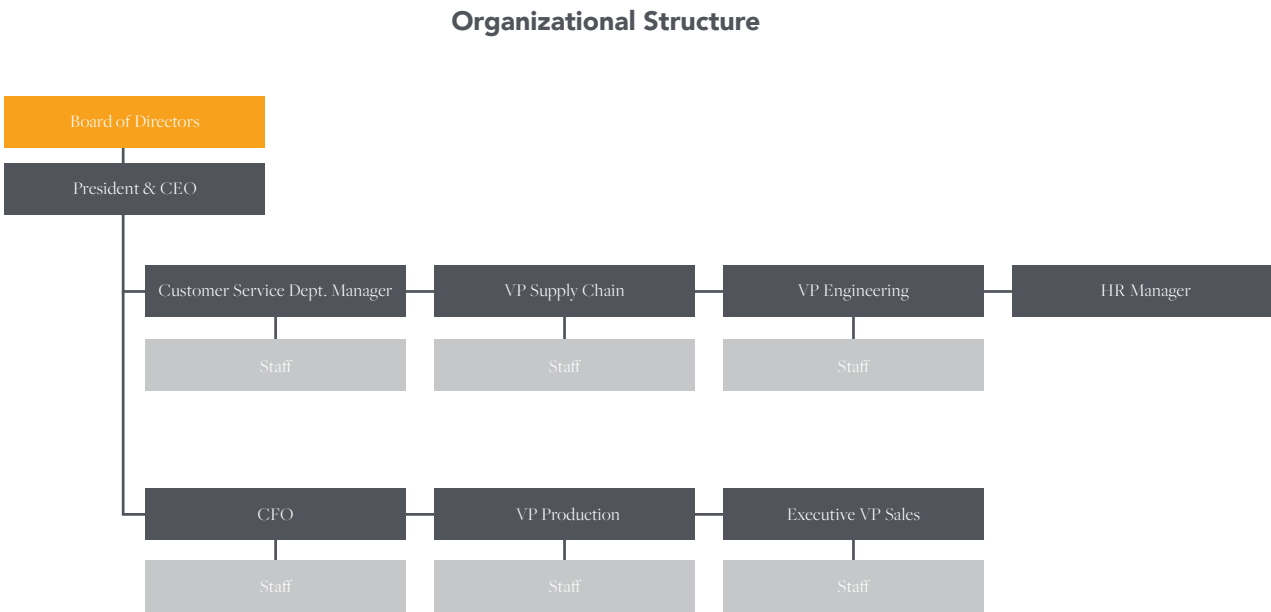 Organizational Structure
Board of Directors
President & CEO
Customer Service Dept. Manager
VP Supply Chain
VP Engineering
HR Manager
Staff
Staff
Staff
CFO
VP Production
Executive VP Sales
Staff
Staff
Staff